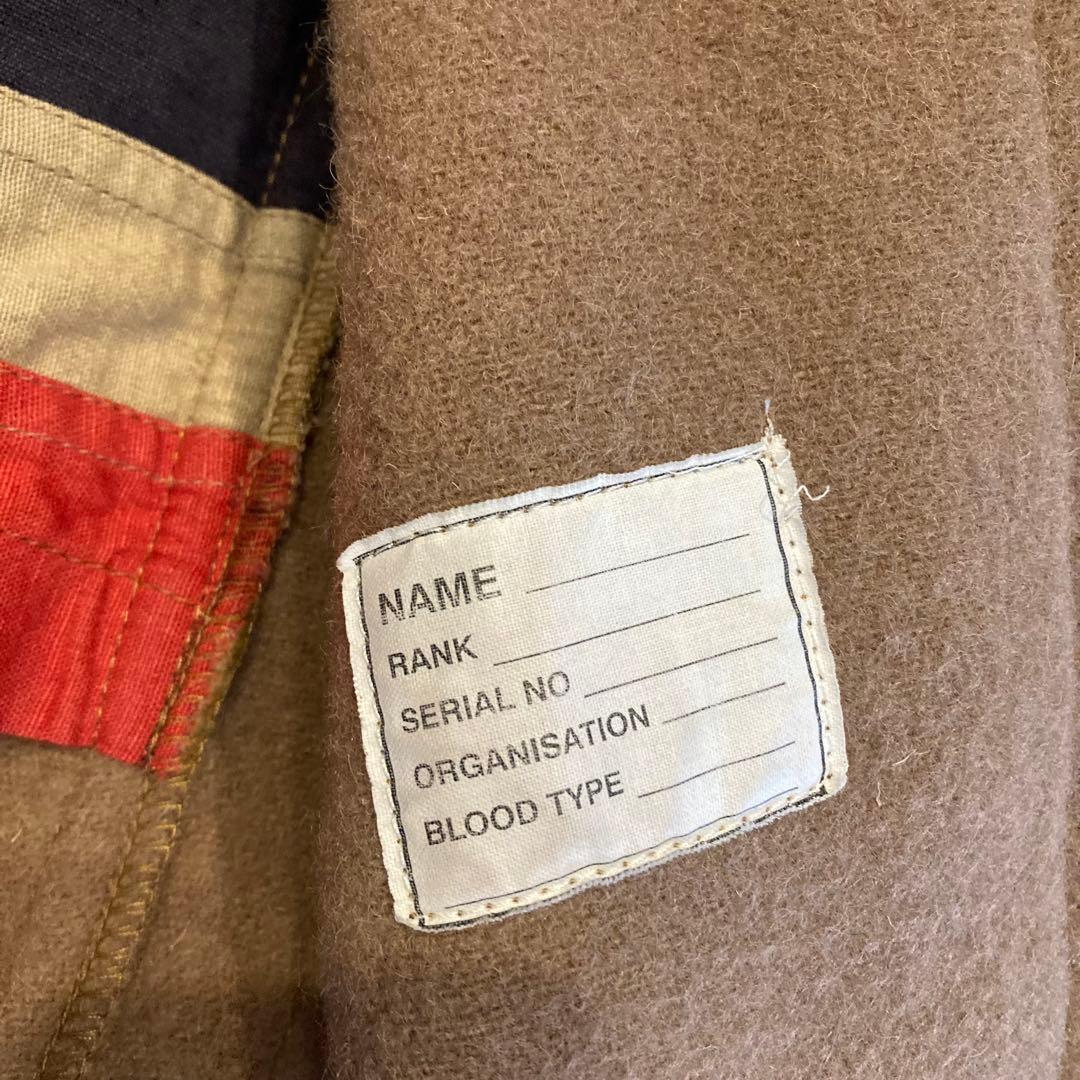 NAME
RANK
SERIAL NO
ORGANISATION
BLOOD TYPE